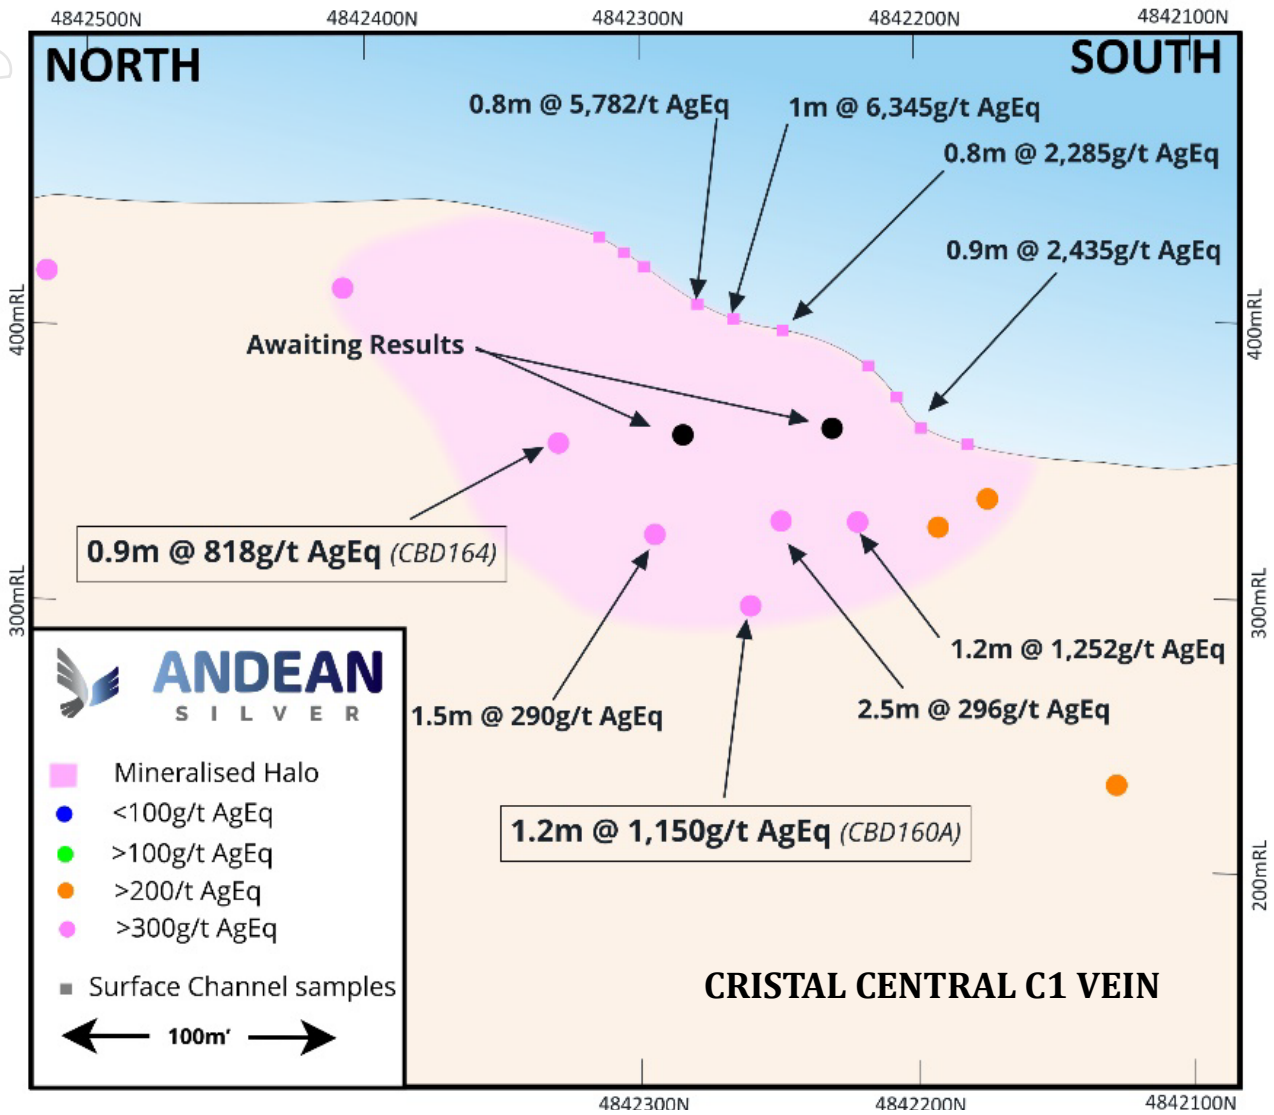 4842500N 4842400N 4842300N 4842200N 4842100N
NORTH SOUTH
0.8m @ 5,782/t AgEq
1m @ 6,345g/t AgEq
0.8m @ 2,285g/t AgEq
0.9m @ 2,435g/t AgEq
400mRL
400mRL
Awaiting Results
0.9m @ 818g/t AgEq (CBD164)
300mRL
300mRL
1.2m @ 1,252g/t AgEq
1.5m @ 290g/t AgEq
2.5m @ 296g/t AgEq
1.2m @ 1,150g/t AgEq (CBD160A)
200mRL
ANDEAN
SILVER
Mineralised Halo
<100g/t AgEq
>100g/t AgEq
>200/t AgEq
>300g/t AgEq
Surface Channel samples
100m'
CRISTAL CENTRAL C1 VEIN
4842300N 4842200N 4842100N